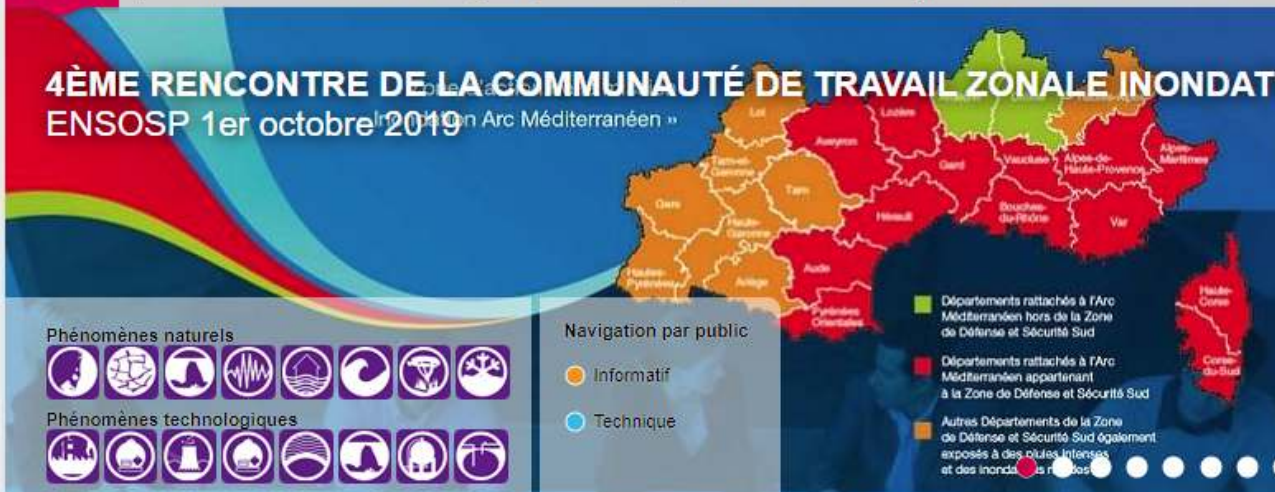 4ÈME RENCONTRE DE LA COMMUNAUTÉ DE TRAVAIL ZONALE INONDAT
ENSOSP 1er octobre 2019
Inondation Arc Méditerranéen »
Lot
Aveyron
Lozère
Tarn-et-
Garonne
Tarn
Gard
Vaucluse
Alpes-de-
Haute-Provence
Alpes-
Maritimes
Gers
Haute-
Garonne
Hérault
Bouches-
du-Rhône
Var
Hautes-
Pyrénées
Ariège
Aude
Pyrénées
Orientales
Haute-
Corse
Corse-
du-Sud
Départements rattachés à l'Arc
Méditerranéen hors de la Zone
de Défense et Sécurité Sud
Départements rattachés à l'Arc
Méditerranéen appartenant
à la Zone de Défense et Sécurité Sud
Autres Départements de la Zone
de Défense et Sécurité Sud également
exposés à des pluies intenses
et des
Phénomènes naturels
Phénomènes technologiques
Navigation par public
Informatif
Technique